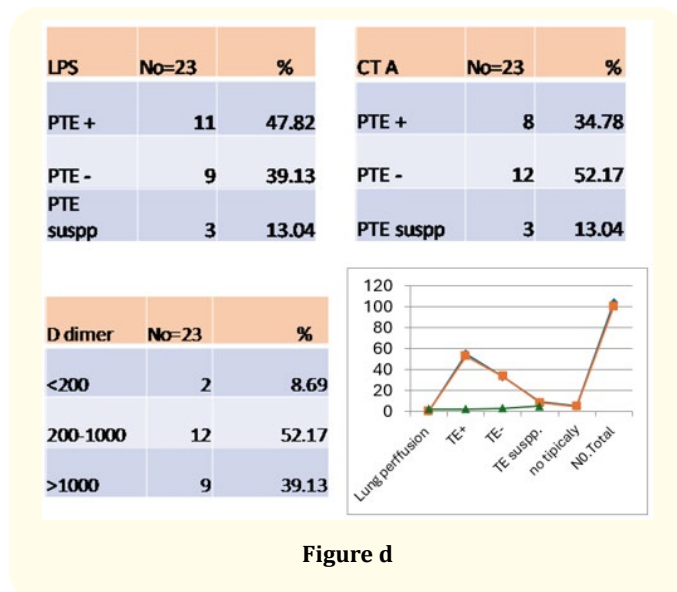 LPS No=23 %
PTE + 11 47.82
PTE - 9 39.13
PTE
suspp 3 13.04
CT A No=23 %
PTE + 8 34.78
PTE - 12 52.17
PTE suspp 3 13.04
D dimer No=23 %
<200 2 8.69
200-1000 12 52.17
>1000 9 39.13
120
100
80
60
40
20
0
Lung perffusion
TE+
TE-
TE suspp.
no tipicaly
N0.Total
Figure d